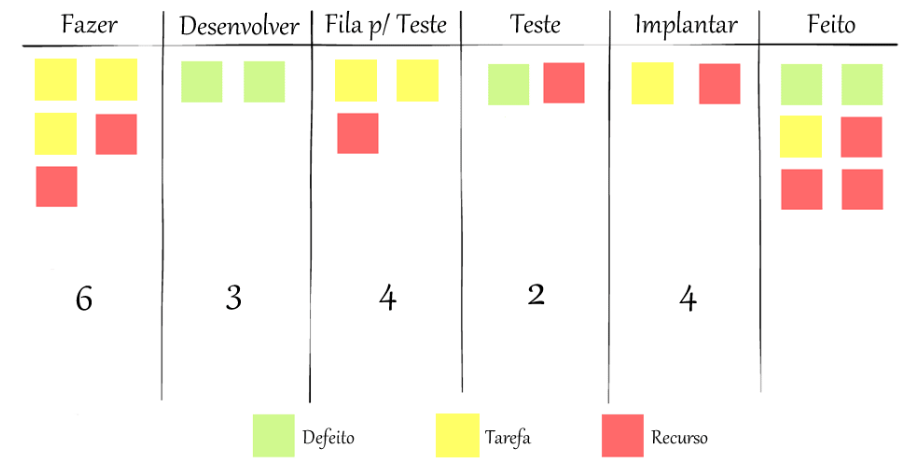 Fazer Desenvolver Fila p/ Teste Teste Implantar Feito
6 3 4 2 4
Defeito Tarefa Recurso